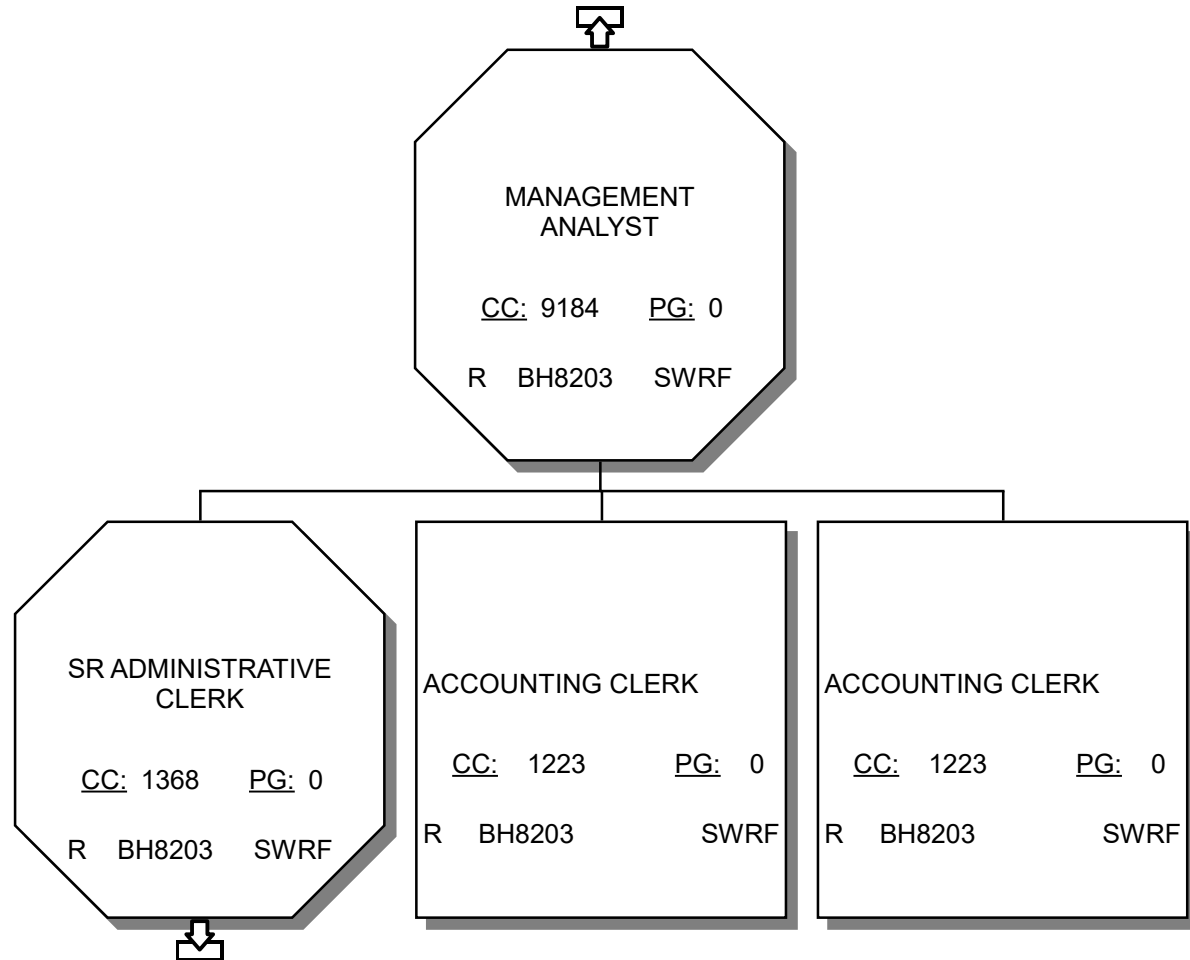 MANAGEMENT
ANALYST
CC: 9184 PG: 0
R BH8203 SWRF
SR ADMINISTRATIVE
CLERK
CC: 1368 PG: 0
R BH8203 SWRF
ACCOUNTING CLERK
CC: 1223 PG: 0
R BH8203 SWRF
ACCOUNTING CLERK
CC: 1223 PG: 0
R BH8203 SWRF